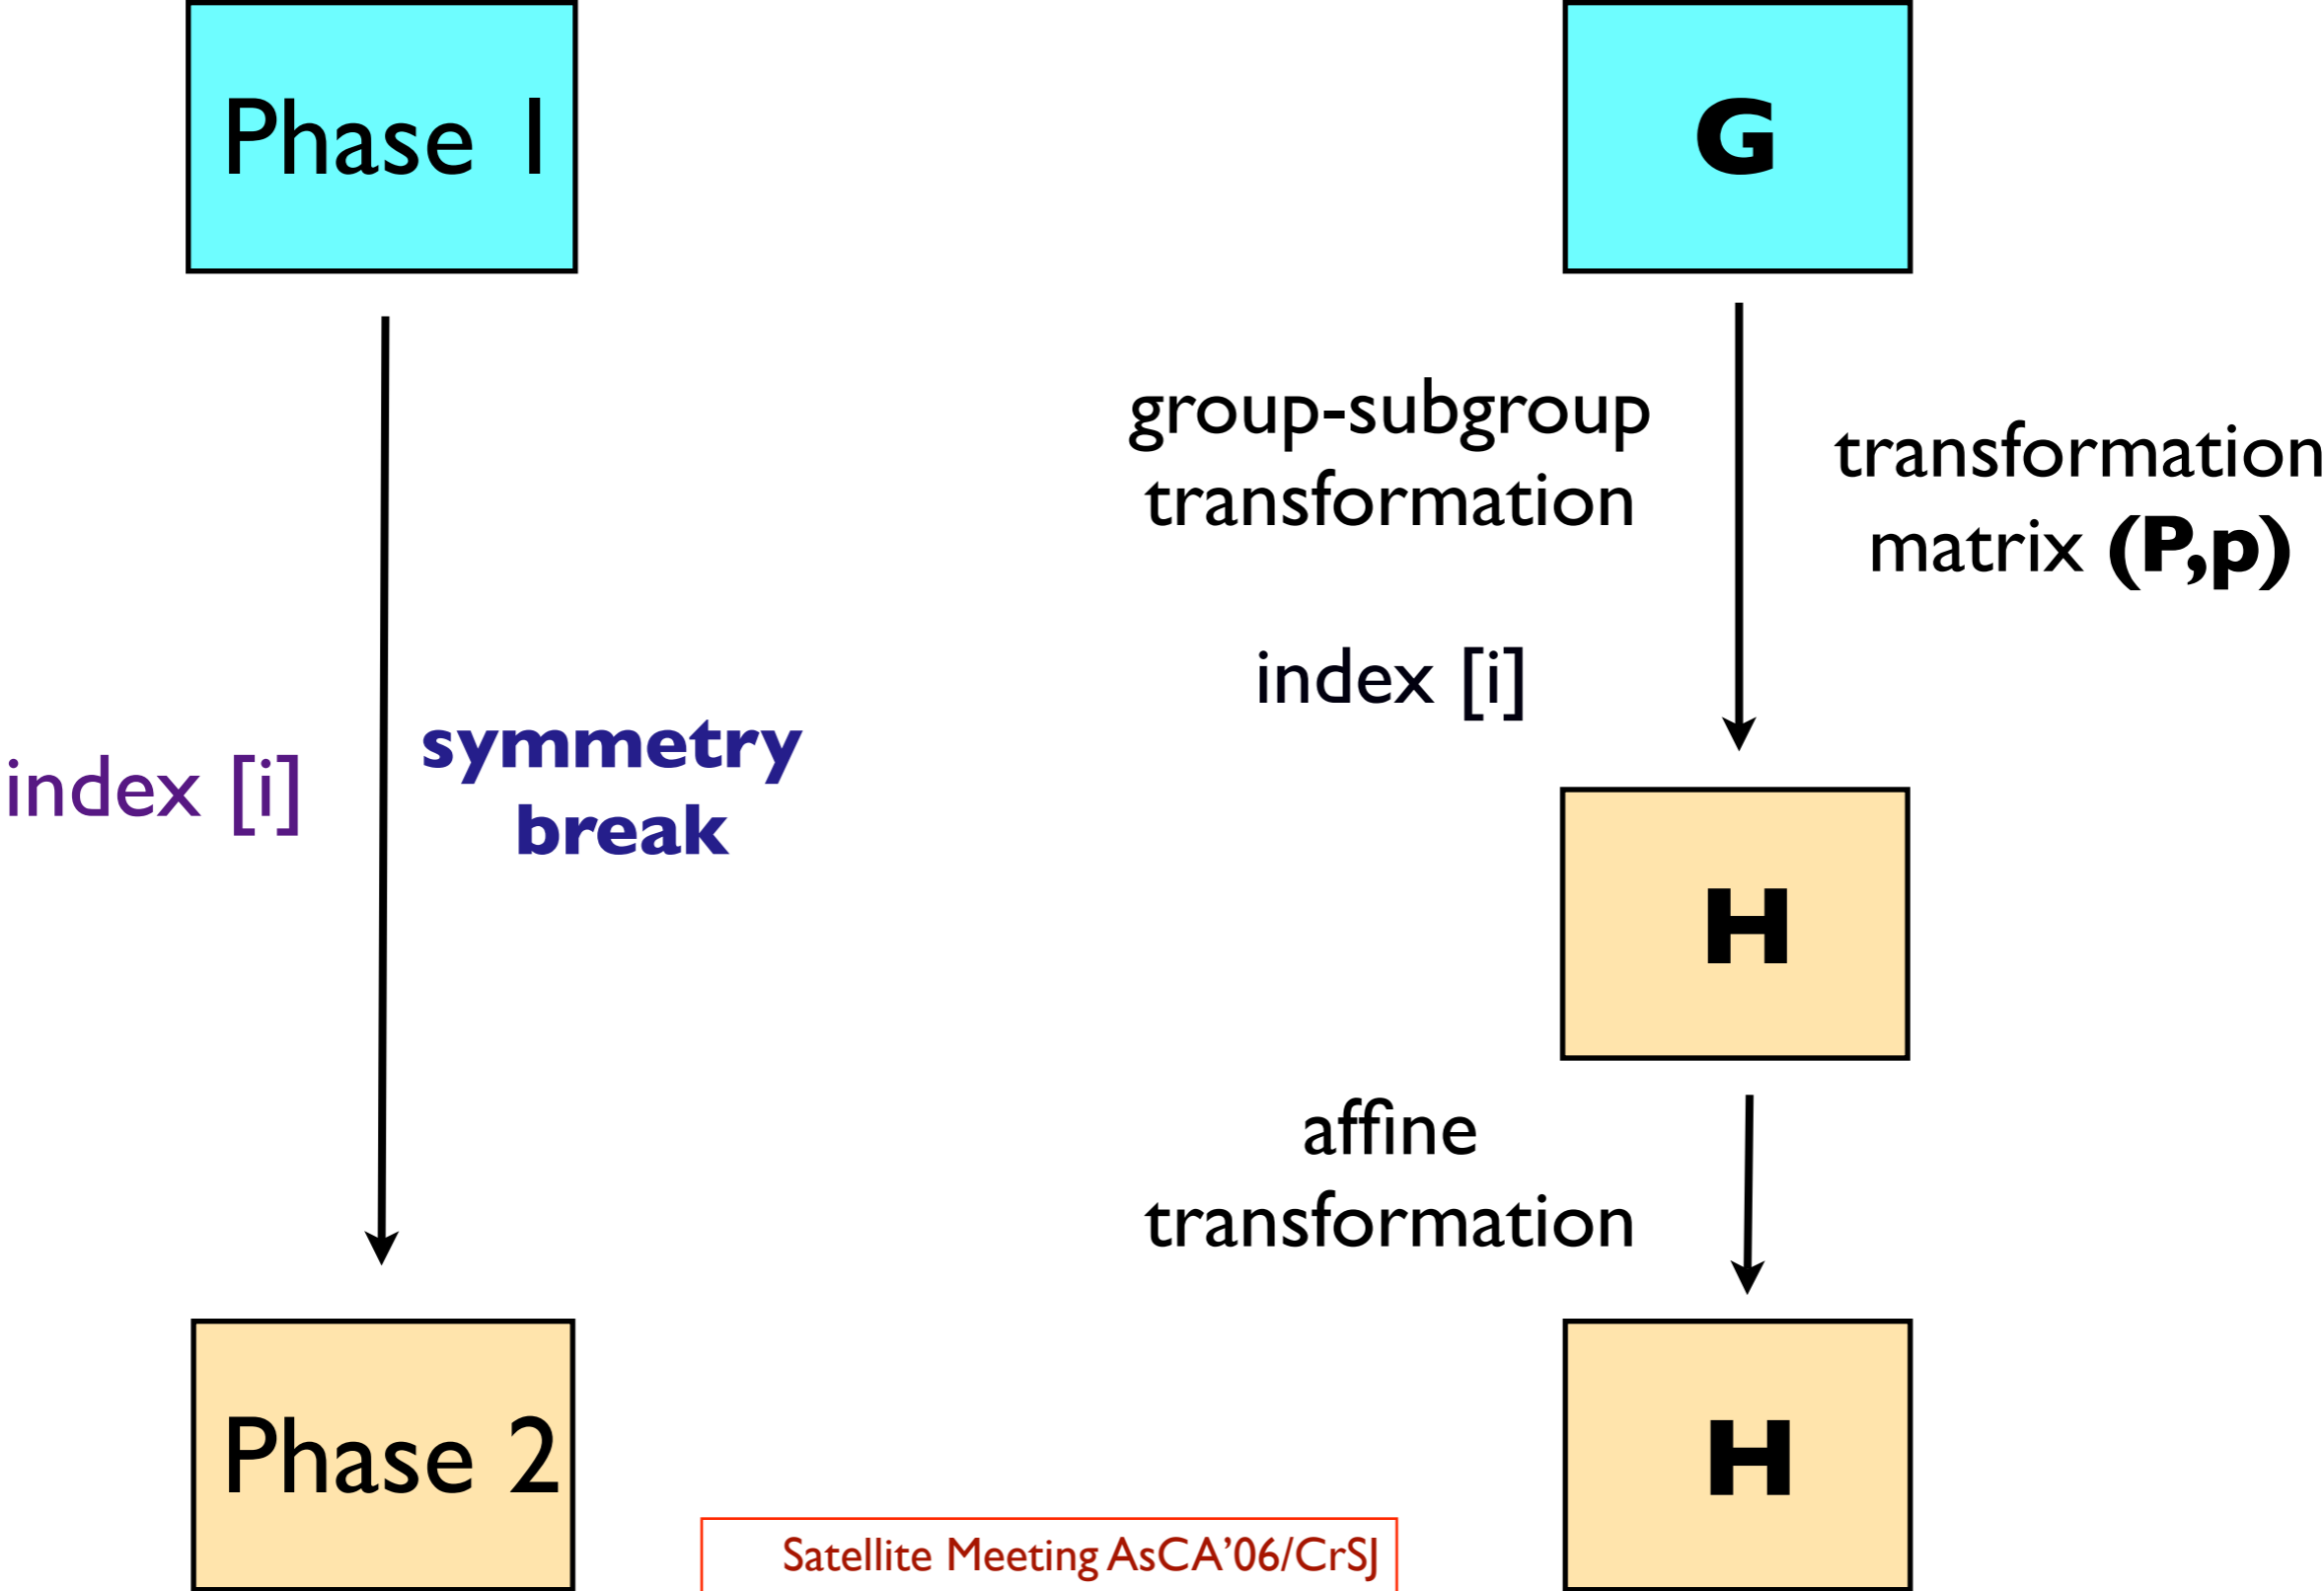 Phase 1
G
group-subgroup
transformation
transformation
matrix (P,p)
index [i]
symmetry
break
index [i]
H
affine
transformation
Phase 2
H
Satellite Meeting AsCA’06/CrSJ